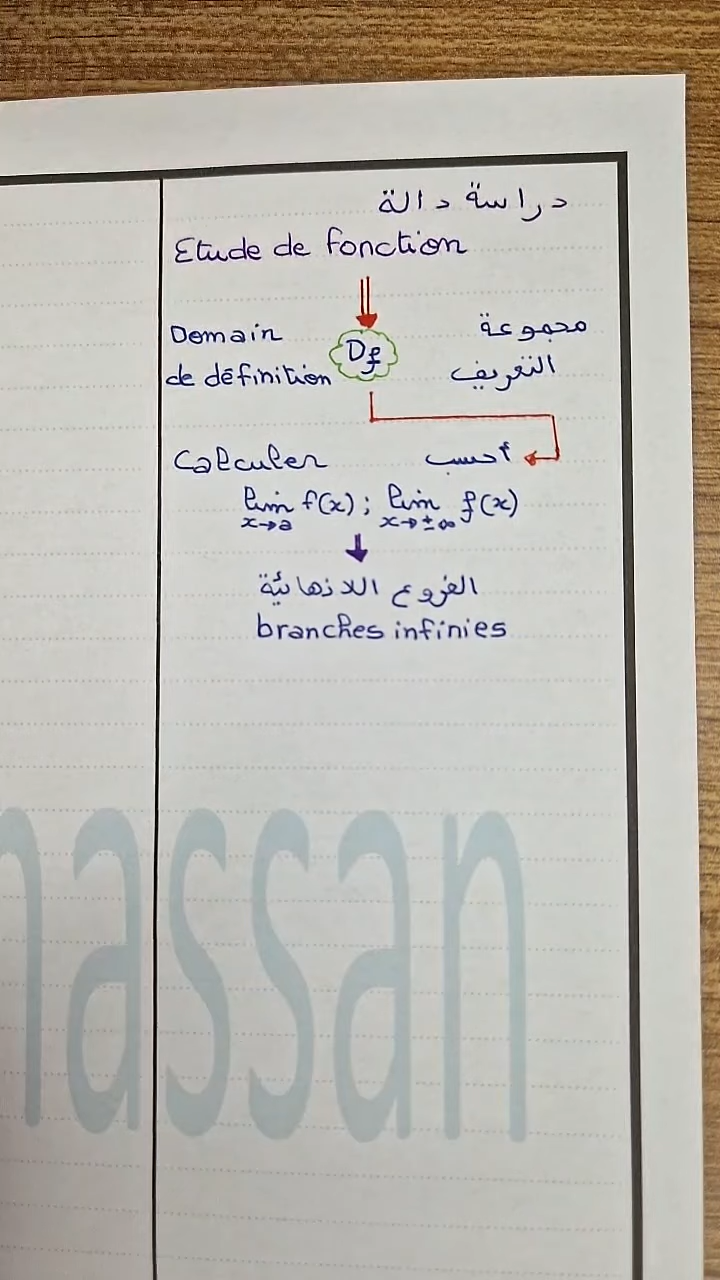 دراسة دالة
Etude de fonction
Domain مجموعة
de définition Df التعريف
Calculer أحسب
lim f(x) ; lim f(x)
x→a x→±∞
الفروع اللانهائية
branches infinies
hassan